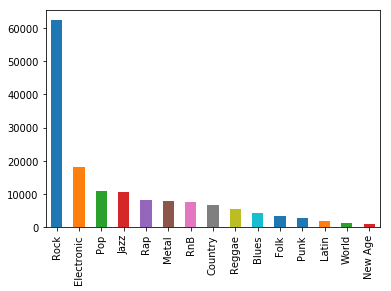 60000
50000
40000
30000
20000
10000
0
Rock
Electronic
Pop
Jazz
Rap
Metal
RnB
Country
Reggae
Blues
Folk
Punk
Latin
World
New Age